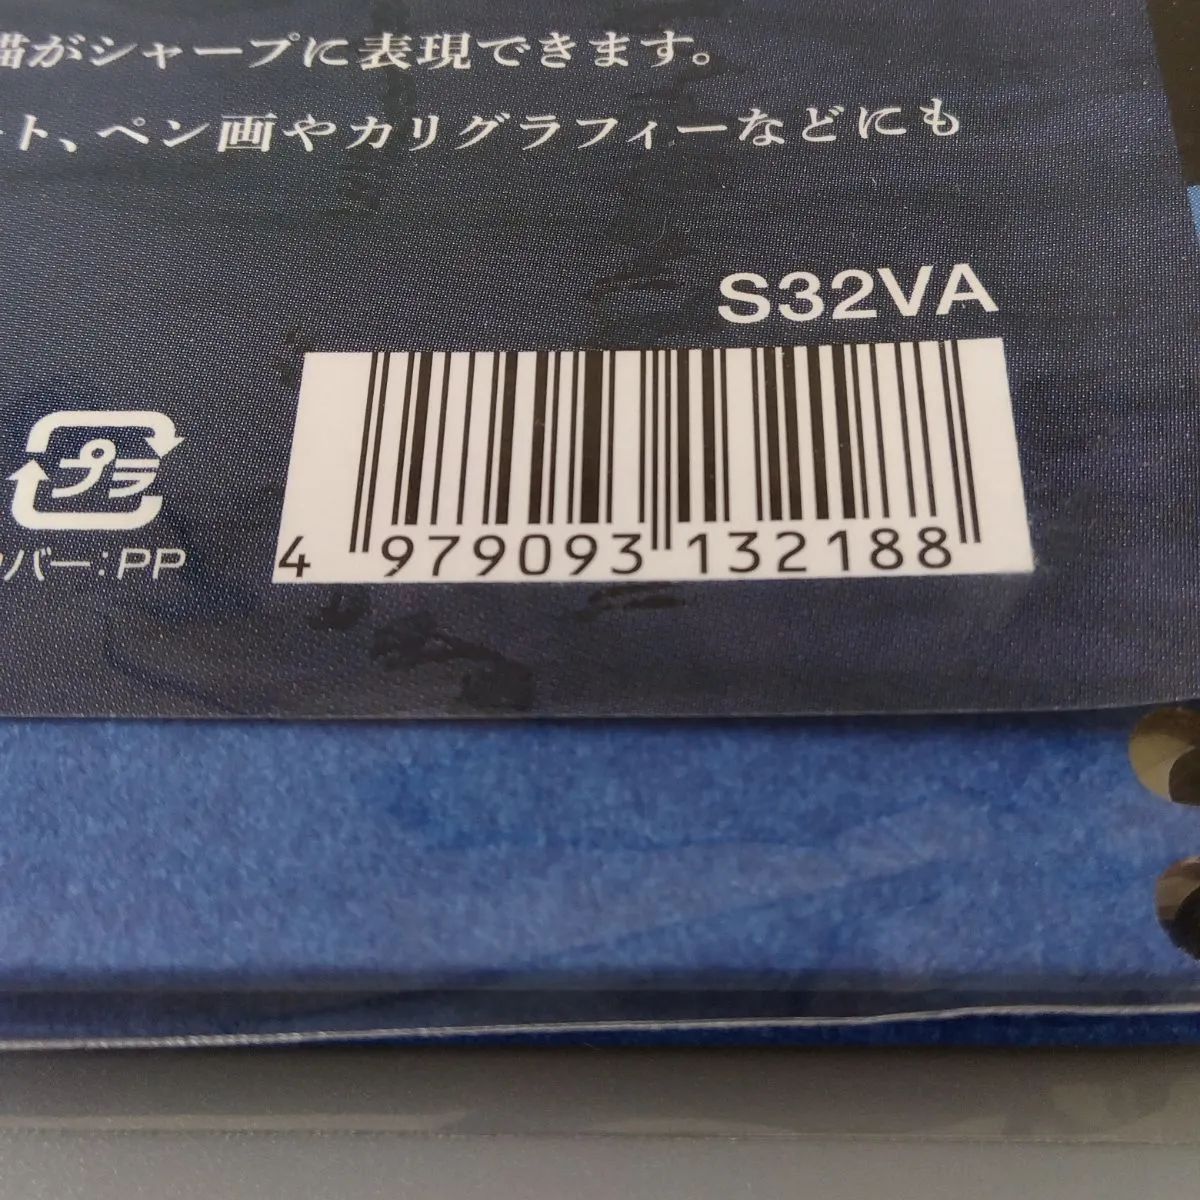 描がシャープに表現できます。
ート、ペン画やカリグラフィーなどにも
S32VA
プラ
バー：PP
4 979093 132188